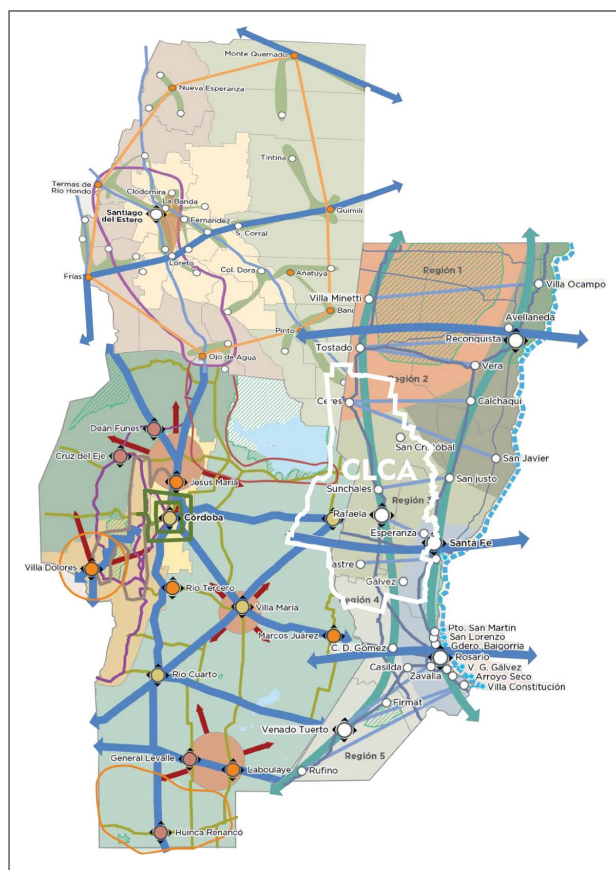 Monte Quemado
Nueva Esperanza
Tintina
Termas de
Río Hondo
Clodomira
La Banda
Santiago
del Estero
Fernández
Guimilí
S. Corral
Loreto
Col. Dora
Añatuya
Frías
Band
Pinto
Ojo de Agua
Región 1
Villa Ocampo
Villa Minetti
Avellaneda
Reconquista
Tostado
Vera
Región 2
Ceres
Calchaquí
San Cristóbal
San Javier
CLCA
San Justo
Sunchales
Región 3
Rafaela
Esperanza
Santa Fe
astre
Gálvez
Región 4
Deán Funes
Cruz del Eje
Jesús María
Córdoba
Villa Dolores
Río Tercero
Villa María
Marcos Juárez
Pto. San Martín
San Lorenzo
Gdero. Baigorria
C. D. Gómez
Rosario
Casilda
V. G. Gálvez
Zavalla
Arroyo Seco
Villa Constitución
Río Cuarto
Firmat
Venado Tuerto
General Levalle
Región 5
Laboulaye
Rufino
Huinca Renancó